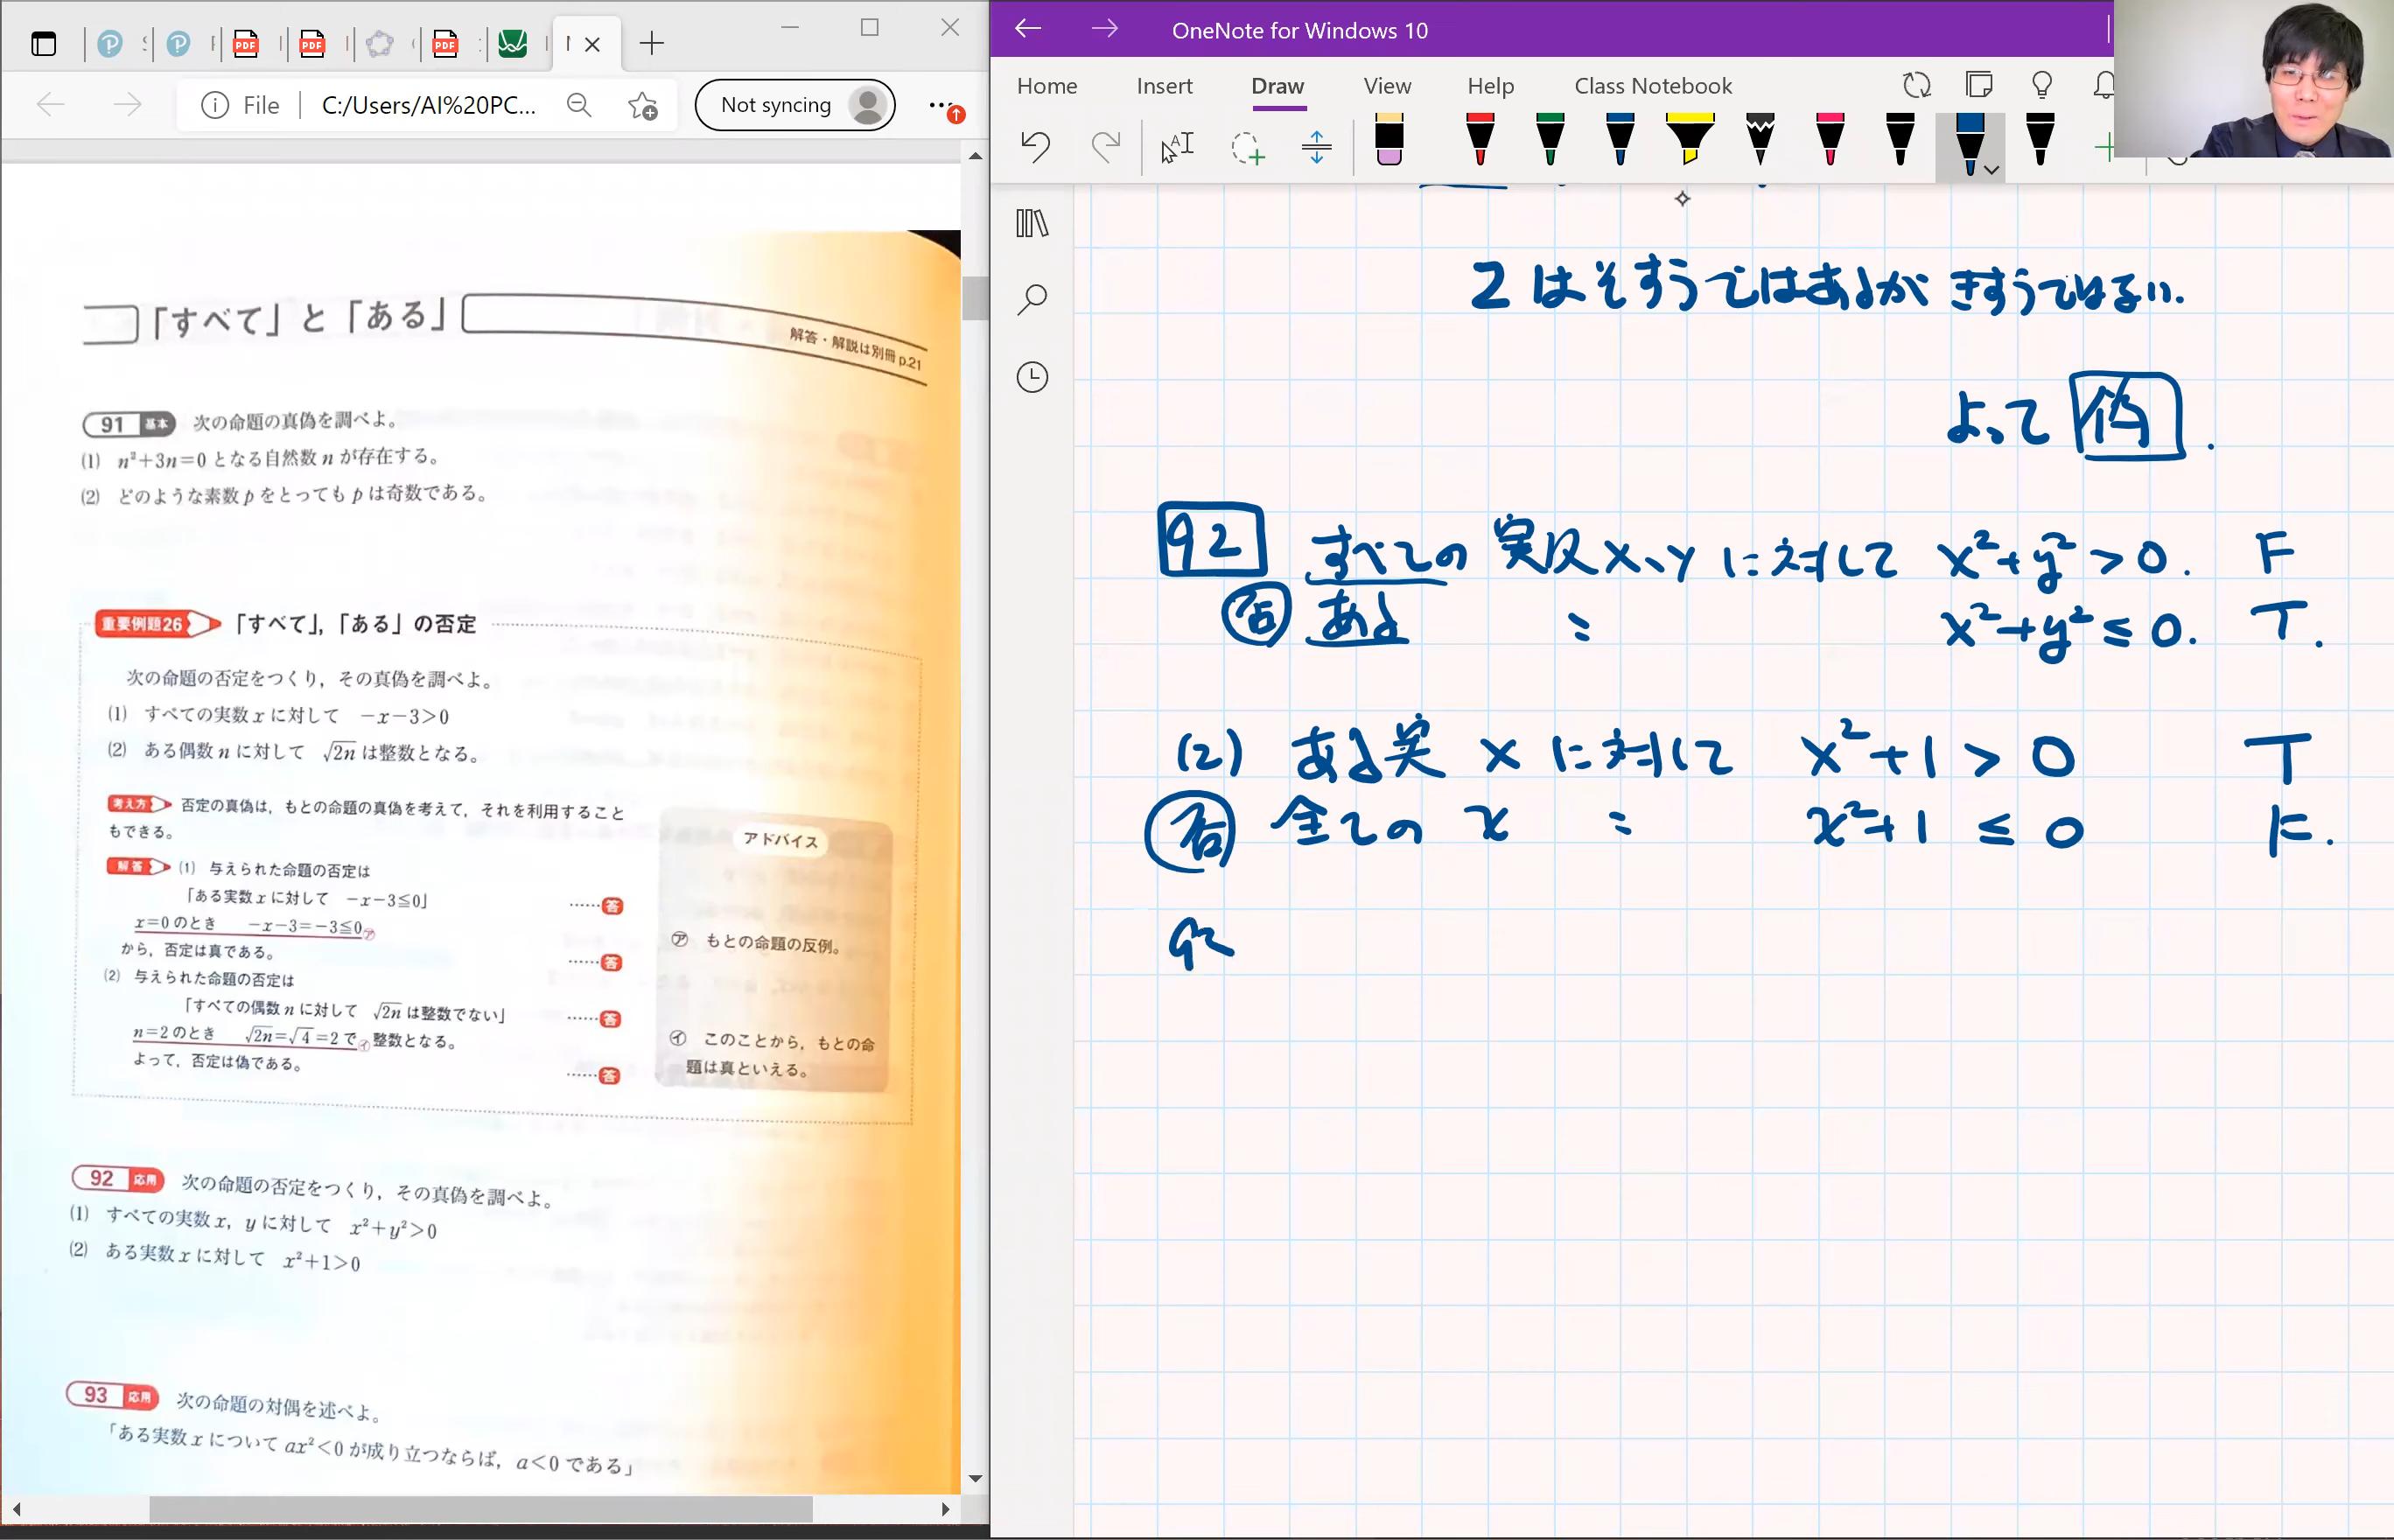 File
C:/Users/AI%20PC...
Not syncing
「すべて」と「ある」
解答・解説は別冊 p.21
91 基本 次の命題の真偽を調べよ。
(1) n²+3n=0 となる自然数 n が存在する。
(2) どのような素数 p をとっても p は奇数である。
重要例題26 「すべて」,「ある」の否定
次の命題の否定をつくり，その真偽を調べよ。
(1) すべての実数 x に対して −x−3>0
(2) ある偶数 n に対して √2n は整数となる。
考え方 否定の真偽は，もとの命題の真偽を考えて，それを利用すること
もできる。
解答 (1) 与えられた命題の否定は
「ある実数 x に対して −x−3≦0」 ……答
x=0 のとき −x−3=−3≦0 ㋐
から，否定は真である。 ……答
(2) 与えられた命題の否定は
「すべての偶数 n に対して √2n は整数でない」 ……答
n=2 のとき √2n=√4=2 で ㋑ 整数となる。
よって，否定は偽である。 ……答
アドバイス
㋐ もとの命題の反例。
㋑ このことから，もとの命
題は真といえる。
92 応用 次の命題の否定をつくり，その真偽を調べよ。
(1) すべての実数 x，y に対して x²+y²>0
(2) ある実数 x に対して x²+1>0
93 応用 次の命題の対偶を述べよ。
「ある実数 x について ax²<0 が成り立つならば，a<0 である」
OneNote for Windows 10
Home Insert Draw View Help Class Notebook
2はそすうではあるが きすうではない.
よって 偽 .
92 すべての 実数x、y に対して x²+y²>0. F
否 ある 〃 x²+y²≤0. T.
(2) ある実 x に対して x²+1 > 0 T
否 全ての x 〃 x²+1 ≤ 0 F.